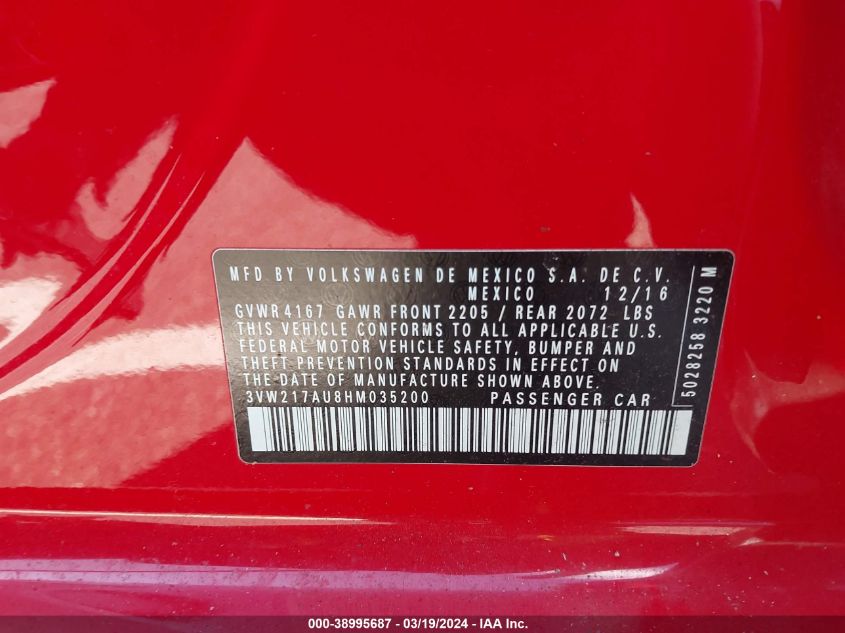 MFD BY VOLKSWAGEN DE MEXICO S.A. DE C.V.
MEXICO 12/16
GVWR 4167 GAWR FRONT 2205 / REAR 2072 LBS
THIS VEHICLE CONFORMS TO ALL APPLICABLE U.S.
FEDERAL MOTOR VEHICLE SAFETY, BUMPER AND
THEFT PREVENTION STANDARDS IN EFFECT ON
THE DATE OF MANUFACTURE SHOWN ABOVE.
3VW217AU8HM035200 PASSENGER CAR
5028258 3220 M
000-38995687 - 03/19/2024 - IAA Inc.